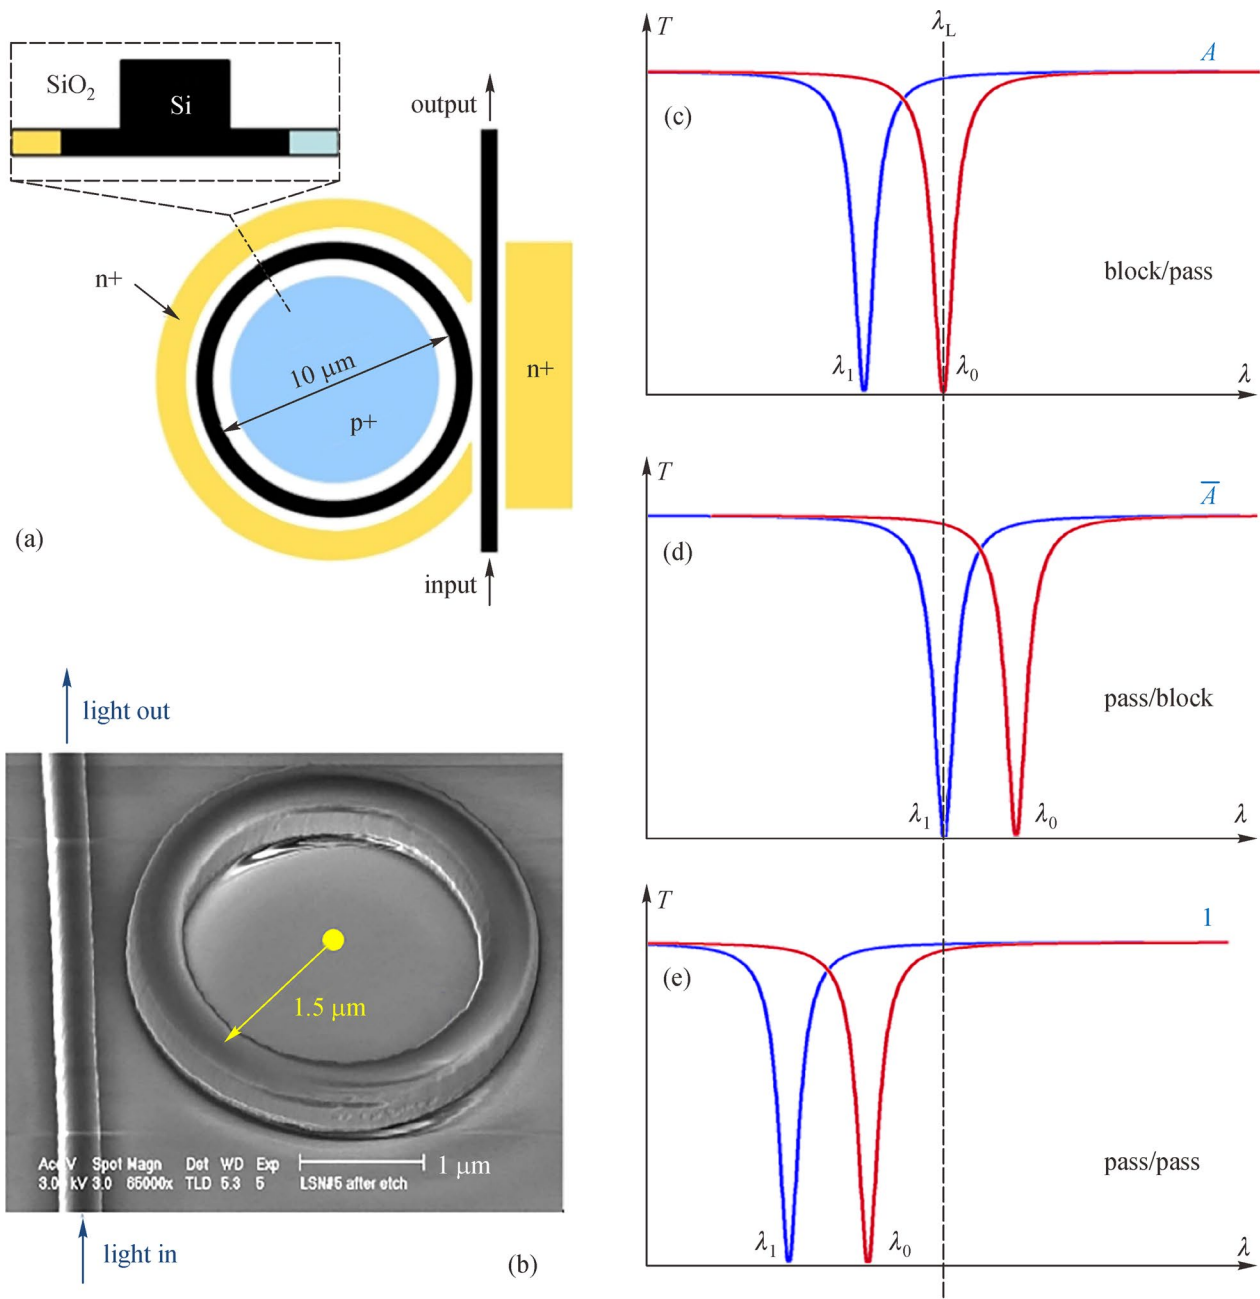 SiO₂
Si
output
n+
10 μm
p+
n+
(a)
input
light out
1.5 μm
Acc V Spot Magn Det WD Exp
3.00 kV 3.0 65000x TLD 5.3 5 LSN#5 after etch
1 μm
light in
(b)
T
λL
A
(c)
block/pass
λ₁
λ₀
λ
T
A̅
(d)
pass/block
λ₁
λ₀
λ
T
1
(e)
pass/pass
λ₁
λ₀
λ